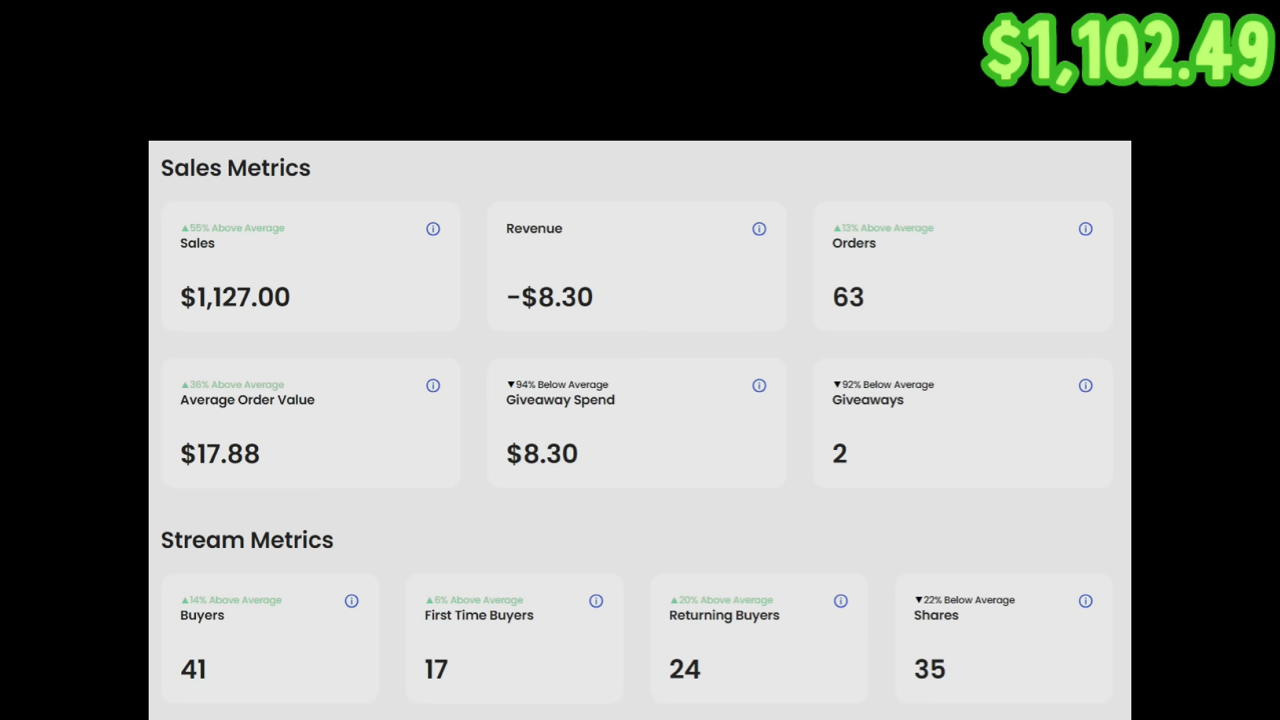 $1,102.49
Sales Metrics
▲55% Above Average
Sales
$1,127.00
Revenue
-$8.30
▲13% Above Average
Orders
63
▲36% Above Average
Average Order Value
$17.88
▼94% Below Average
Giveaway Spend
$8.30
▼92% Below Average
Giveaways
2
Stream Metrics
▲14% Above Average
Buyers
41
▲6% Above Average
First Time Buyers
17
▲20% Above Average
Returning Buyers
24
▼22% Below Average
Shares
35